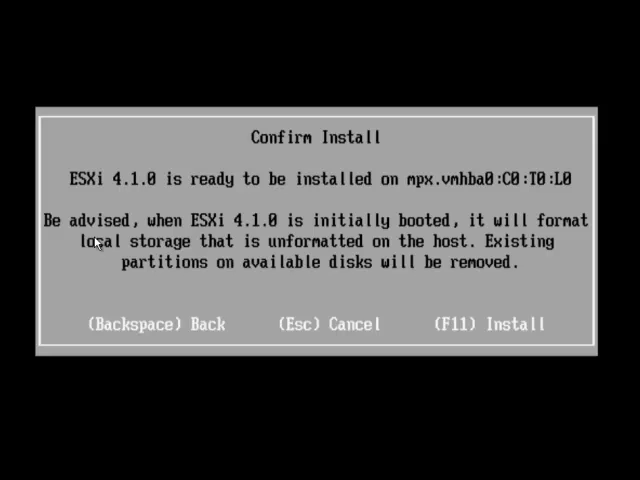 Confirm Install
ESXi 4.1.0 is ready to be installed on mpx.vmhba0:C0:T0:L0
Be advised, when ESXi 4.1.0 is initially booted, it will format
local storage that is unformatted on the host. Existing
partitions on available disks will be removed.
(Backspace) Back (Esc) Cancel (F11) Install